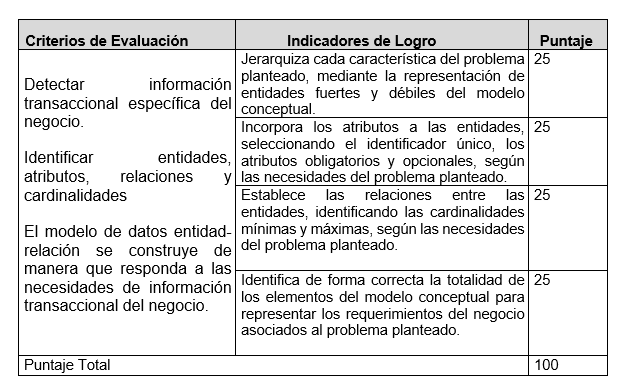 Criterios de Evaluación
Indicadores de Logro
Puntaje
Detectar información
transaccional específica del
negocio.
Identificar entidades,
atributos, relaciones y
cardinalidades
El modelo de datos entidad-
relación se construye de
manera que responda a las
necesidades de información
transaccional del negocio.
Jerarquiza cada característica del problema
planteado, mediante la representación de
entidades fuertes y débiles del modelo
conceptual.
25
Incorpora los atributos a las entidades,
seleccionando el identificador único, los
atributos obligatorios y opcionales, según
las necesidades del problema planteado.
25
Establece las relaciones entre las
entidades, identificando las cardinalidades
mínimas y máximas, según las necesidades
del problema planteado.
25
Identifica de forma correcta la totalidad de
los elementos del modelo conceptual para
representar los requerimientos del negocio
asociados al problema planteado.
25
Puntaje Total
100